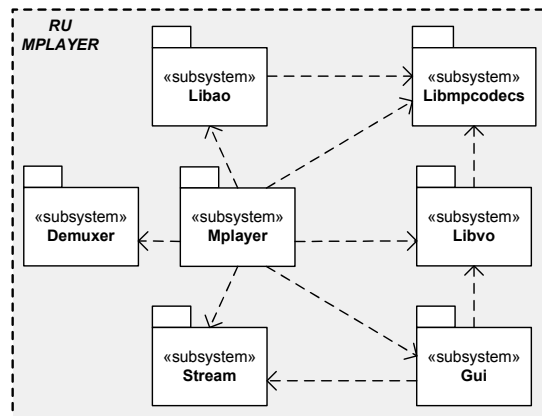 RU
MPLAYER
«subsystem»
Libao
«subsystem»
Libmpcodecs
«subsystem»
Demuxer
«subsystem»
Mplayer
«subsystem»
Libvo
«subsystem»
Stream
«subsystem»
Gui